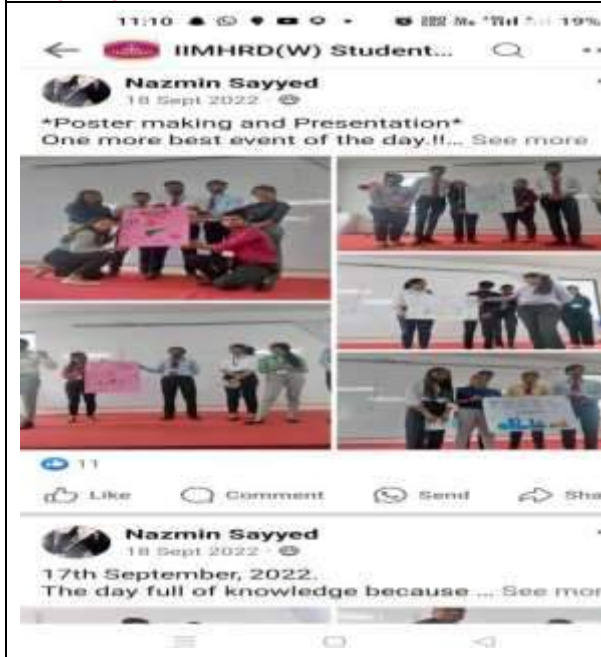 11:10 19%
IIMHRD(W) Student...
Nazmin Sayyed
18 Sept 2022
*Poster making and Presentation*
One more best event of the day.!!... See more
11
Like Comment Send Sha
Nazmin Sayyed
18 Sept 2022
17th September, 2022.
The day full of knowledge because ... See mor